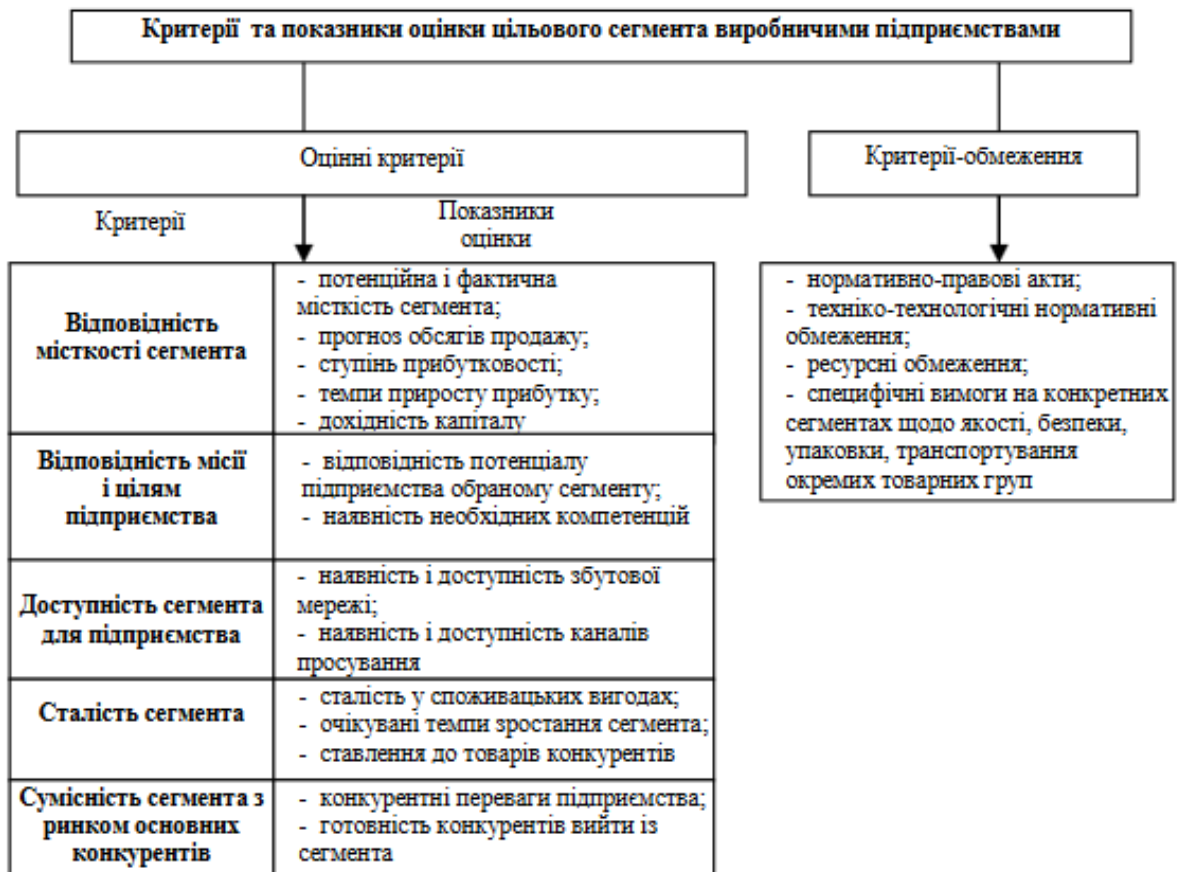 Критерії та показники оцінки цільового сегмента виробничими підприємствами
Оцінні критерії
Критерії-обмеження
Критерії
Показники
оцінки
Відповідність
місткості сегмента
- потенційна і фактична
місткість сегмента;
- прогноз обсягів продажу;
- ступінь прибутковості;
- темпи приросту прибутку;
- дохідність капіталу
Відповідність місії
і цілям
підприємства
- відповідність потенціалу
підприємства обраному сегменту;
- наявність необхідних компетенцій
Доступність сегмента
для підприємства
- наявність і доступність збутової
мережі;
- наявність і доступність каналів
просування
Сталість сегмента
- сталість у споживацьких вигодах;
- очікувані темпи зростання сегмента;
- ставлення до товарів конкурентів
Сумісність сегмента з
ринком основних
конкурентів
- конкурентні переваги підприємства;
- готовність конкурентів вийти із
сегмента
- нормативно-правові акти;
- техніко-технологічні нормативні
обмеження;
- ресурсні обмеження;
- специфічні вимоги на конкретних
сегментах щодо якості, безпеки,
упаковки, транспортування
окремих товарних груп